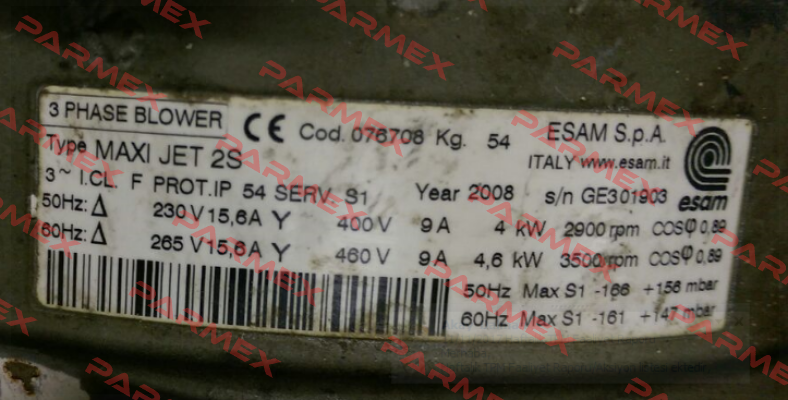 3 PHASE BLOWER
CE Cod. 076708 Kg. 54 ESAM S.p.A.
Type MAXI JET 2S ITALY www.esam.it
3~ I.CL. F PROT.IP 54 SERV. S1 Year 2008 s/n GE301903 esam
50Hz: Δ 230 V 15,6A Y 400 V 9 A 4 kW 2900 rpm COSφ 0,89
60Hz: Δ 265 V 15,6A Y 460 V 9 A 4,6 kW 3500 rpm COSφ 0,89
50Hz Max S1 -166 +156 mbar
60Hz Max S1 -161 +147 mbar
PARMEX